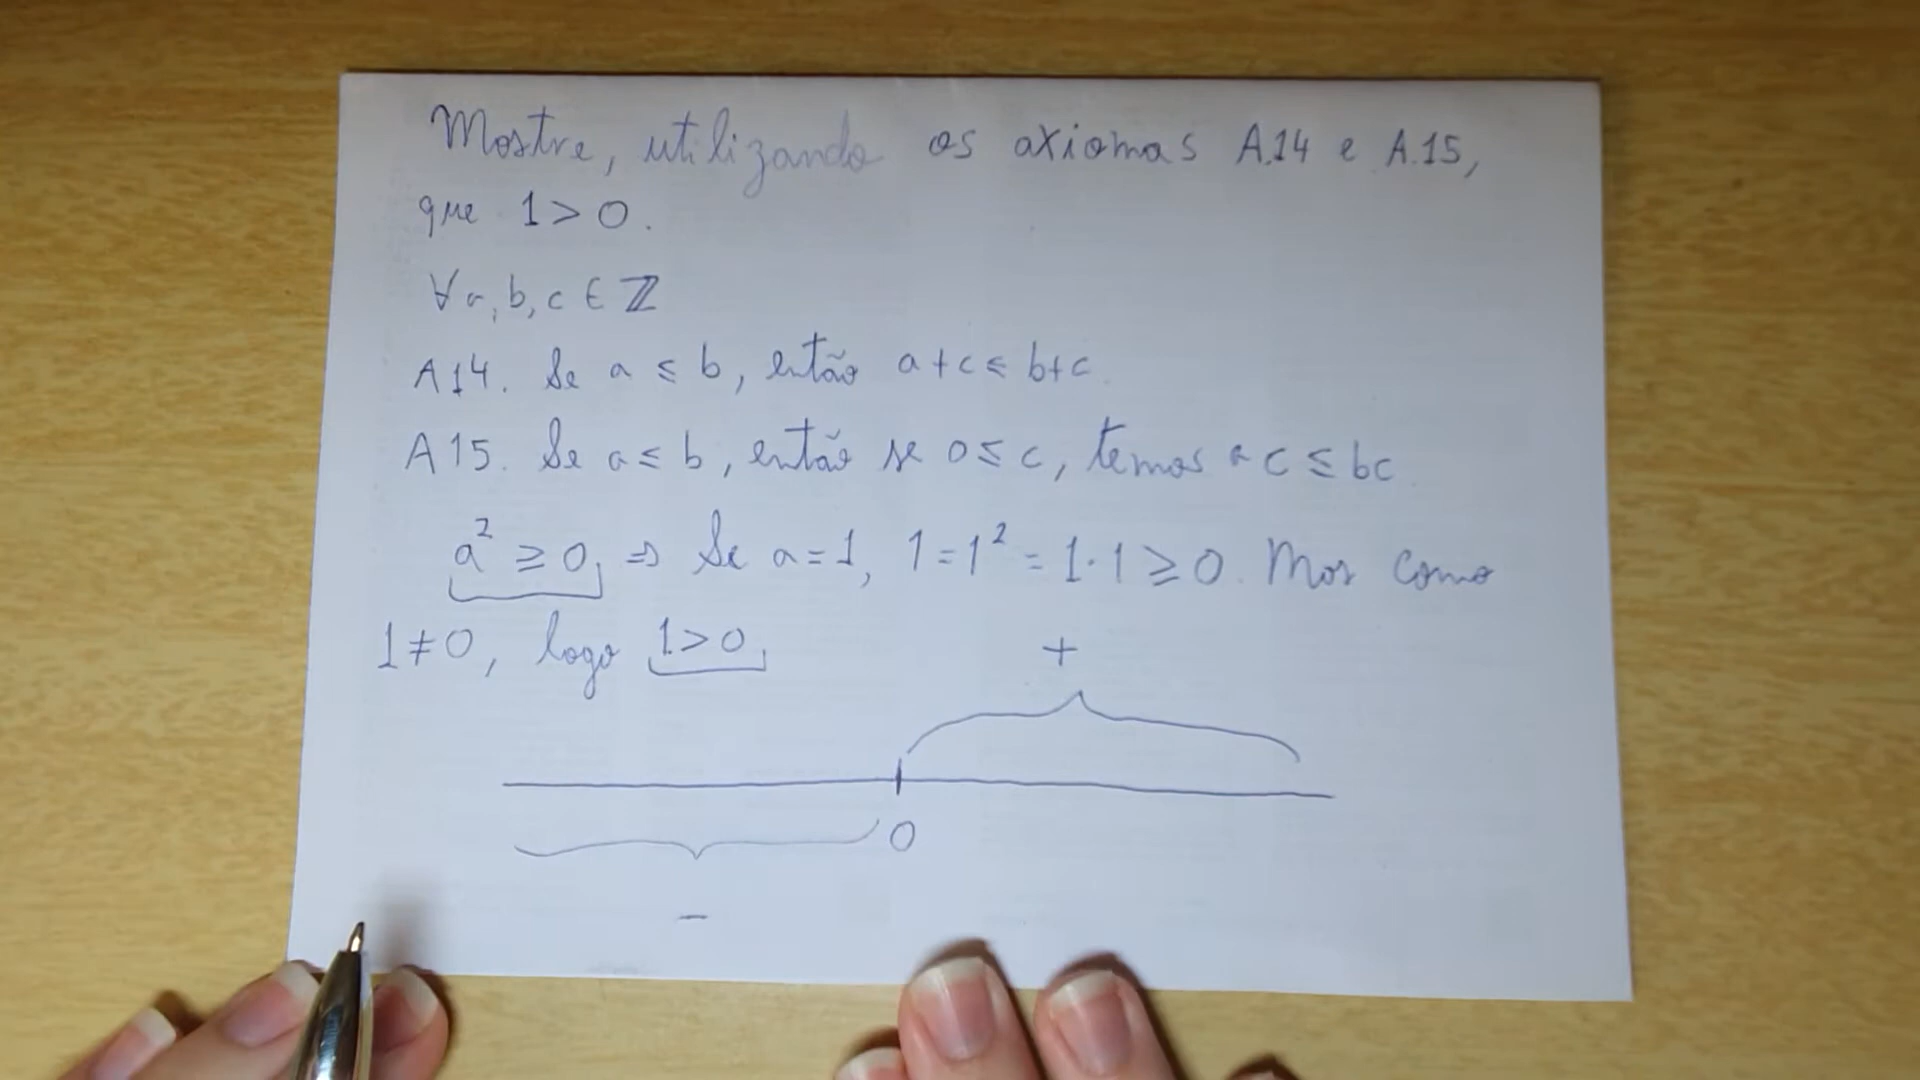 Mostre, utilizando os axiomas A.14 e A.15,
que 1 > 0.
∀ a, b, c ∈ ℤ
A14. Se a ≤ b, então a + c ≤ b + c.
A15. Se a ≤ b, então se 0 ≤ c, temos ac ≤ bc.
a² ≥ 0, ⇒ Se a = 1, 1 = 1² = 1·1 ≥ 0. Mas como
1 ≠ 0, logo 1 > 0,
+
0
−